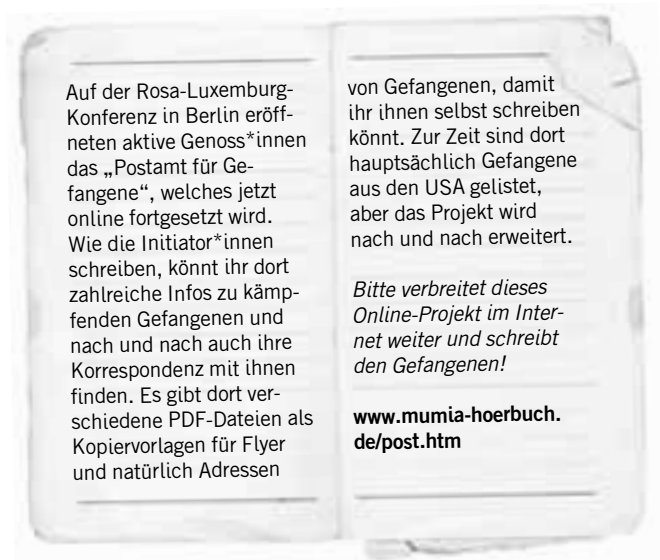 Auf der Rosa-Luxemburg-
Konferenz in Berlin eröff-
neten aktive Genoss*innen
das „Postamt für Ge-
fangene“, welches jetzt
online fortgesetzt wird.
Wie die Initiator*innen
schreiben, könnt ihr dort
zahlreiche Infos zu kämp-
fenden Gefangenen und
nach und nach auch ihre
Korrespondenz mit ihnen
finden. Es gibt dort ver-
schiedene PDF-Dateien als
Kopiervorlagen für Flyer
und natürlich Adressen
von Gefangenen, damit
ihr ihnen selbst schreiben
könnt. Zur Zeit sind dort
hauptsächlich Gefangene
aus den USA gelistet,
aber das Projekt wird
nach und nach erweitert.
Bitte verbreitet dieses
Online-Projekt im Inter-
net weiter und schreibt
den Gefangenen!
www.mumia-hoerbuch.
de/post.htm